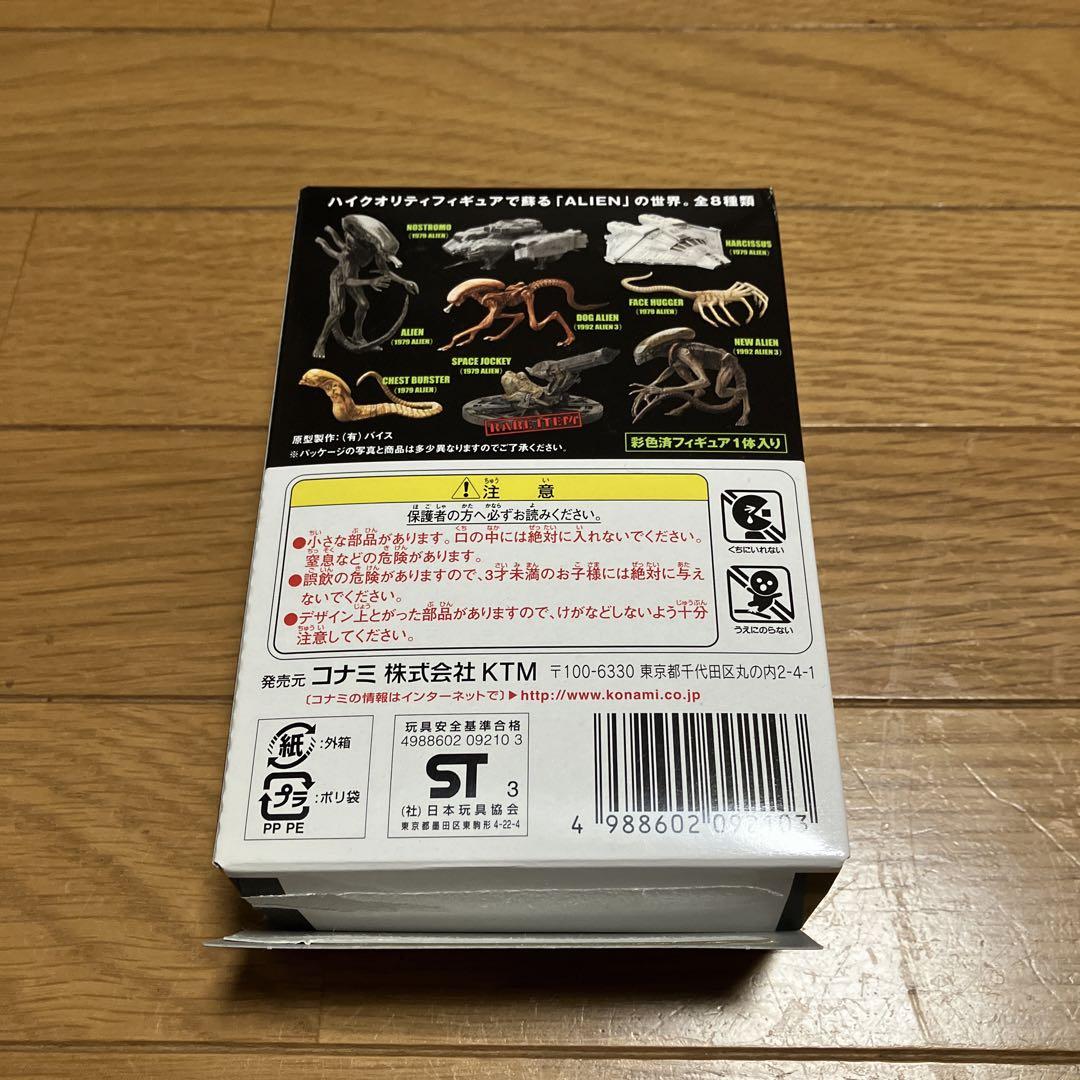 ハイクオリティフィギュアで蘇る「ALIEN」の世界。全8種類
NOSTROMO
(1979 ALIEN)
NARCISSUS
(1979 ALIEN)
ALIEN
(1979 ALIEN)
DOG ALIEN
(1992 ALIEN 3)
FACE HUGGER
(1979 ALIEN)
NEW ALIEN
(1992 ALIEN 3)
CHEST BURSTER
(1979 ALIEN)
SPACE JOCKEY
(1979 ALIEN)
RARE ITEM
原型製作:(有)バイス
※パッケージの写真と商品は多少異なりますのでご了承ください。
彩色済フィギュア1体入り
注意
保護者の方へ必ずお読みください。
●小さな部品があります。口の中には絶対に入れないでください。
窒息などの危険があります。
●誤飲の危険がありますので、3才未満のお子様には絶対に与え
ないでください。
●デザイン上とがった部品がありますので、けがなどしないよう十分
注意してください。
くちにいれない
うえにのらない
発売元 コナミ 株式会社 KTM 〒100-6330 東京都千代田区丸の内2-4-1
〔コナミの情報はインターネットで〕▶http://www.konami.co.jp
紙:外箱
プラ:ポリ袋
PP PE
玩具安全基準合格
4988602 09210 3
ST 3
(社)日本玩具協会
東京都墨田区東駒形4-22-4
4 988602 092103